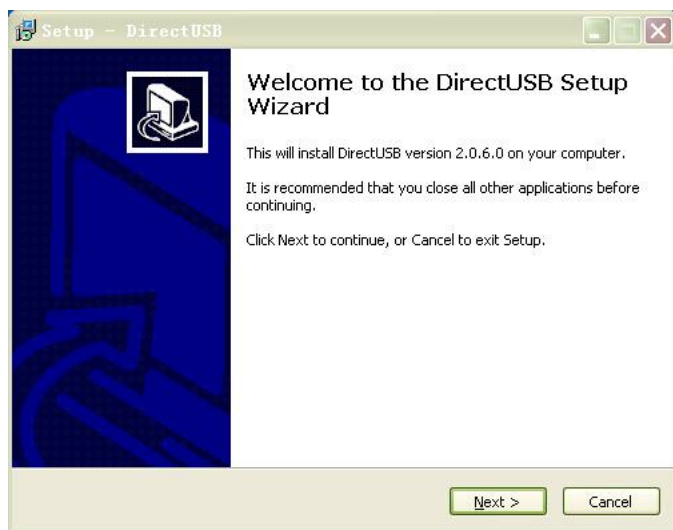 Setup - DirectUSB
Welcome to the DirectUSB Setup
Wizard
This will install DirectUSB version 2.0.6.0 on your computer.
It is recommended that you close all other applications before
continuing.
Click Next to continue, or Cancel to exit Setup.
Next >
Cancel